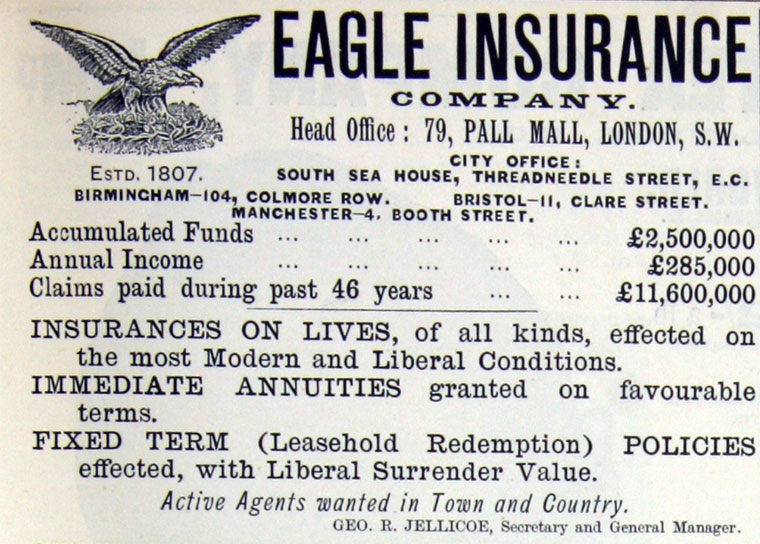 EAGLE INSURANCE
COMPANY.
Head Office : 79, PALL MALL, LONDON, S.W.
CITY OFFICE :
ESTD. 1807.
SOUTH SEA HOUSE, THREADNEEDLE STREET, E.C.
BIRMINGHAM—104, COLMORE ROW. BRISTOL—11, CLARE STREET.
MANCHESTER—4, BOOTH STREET.
Accumulated Funds ... ... ... ... ... £2,500,000
Annual Income ... ... ... ... ... £285,000
Claims paid during past 46 years ... ... £11,600,000
INSURANCES ON LIVES, of all kinds, effected on
the most Modern and Liberal Conditions.
IMMEDIATE ANNUITIES granted on favourable
terms.
FIXED TERM (Leasehold Redemption) POLICIES
effected, with Liberal Surrender Value.
Active Agents wanted in Town and Country.
GEO. R. JELLICOE, Secretary and General Manager.